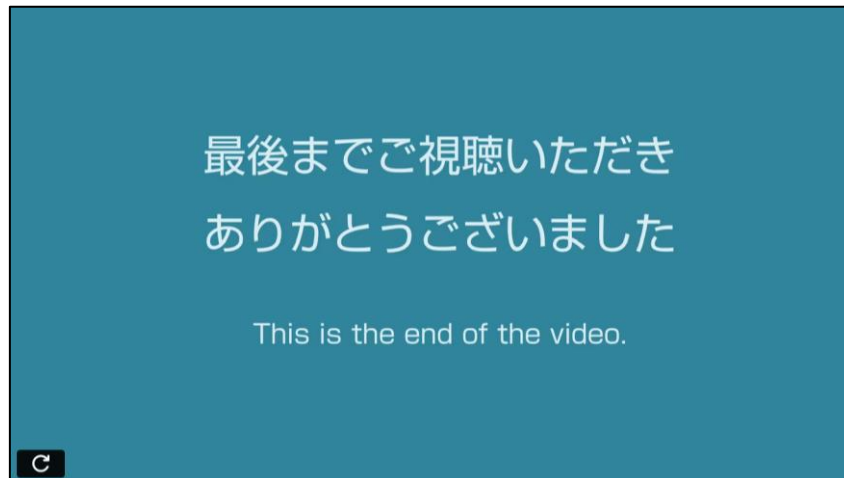 最後までご視聴いただき
ありがとうございました
This is the end of the video.